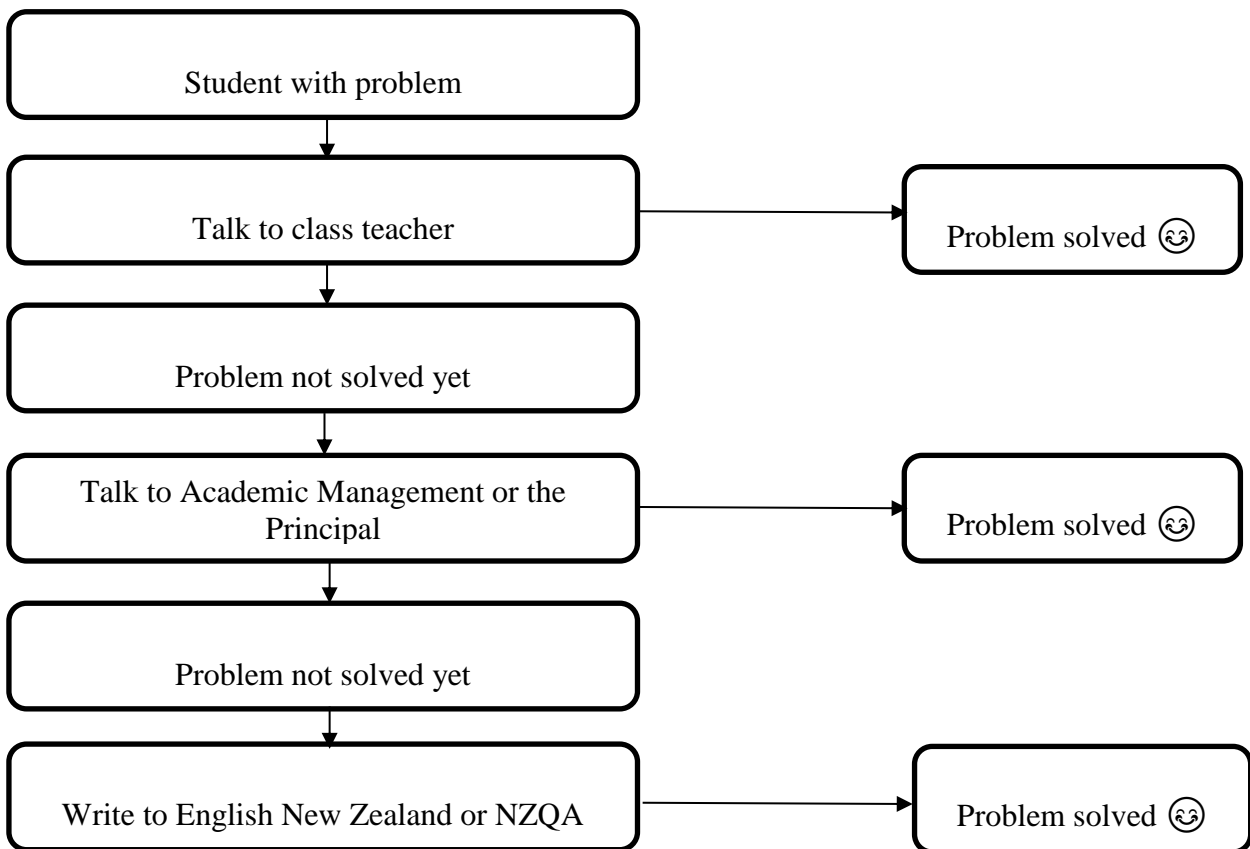 Student with problem
Talk to class teacher
Problem solved 😊
Problem not solved yet
Talk to Academic Management or the
Principal
Problem solved 😊
Problem not solved yet
Write to English New Zealand or NZQA
Problem solved 😊